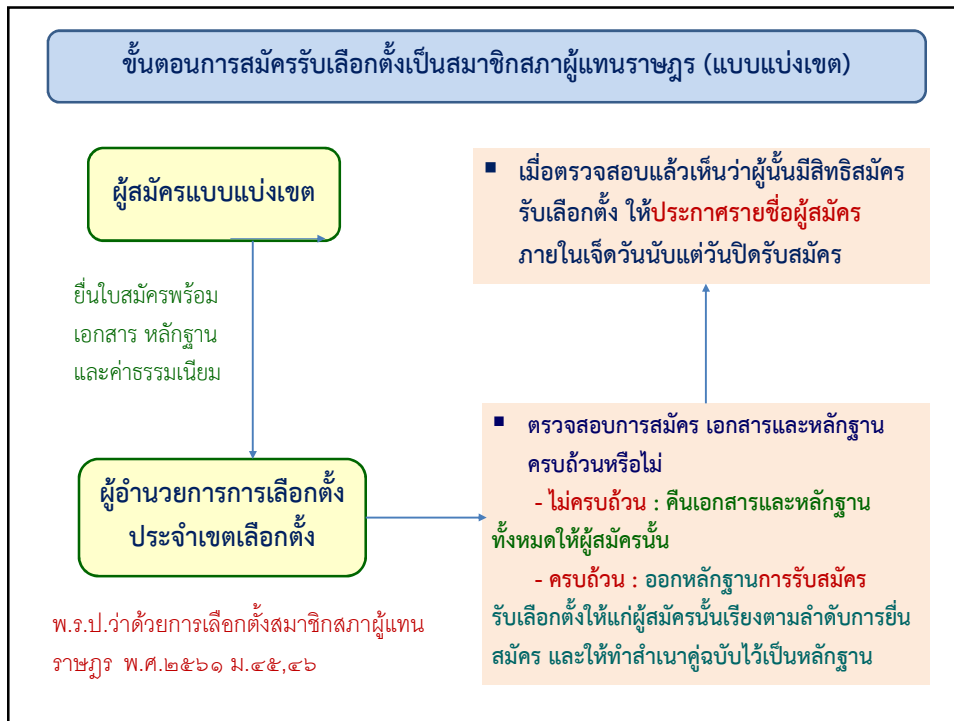 ขั้นตอนการสมัครรับเลือกตั้งเป็นสมาชิกสภาผู้แทนราษฎร (แบบแบ่งเขต)
ผู้สมัครแบบแบ่งเขต
ยื่นใบสมัครพร้อม
เอกสาร หลักฐาน
และค่าธรรมเนียม
ผู้อำนวยการการเลือกตั้ง
ประจำเขตเลือกตั้ง
พ.ร.ป.ว่าด้วยการเลือกตั้งสมาชิกสภาผู้แทน
ราษฎร พ.ศ.๒๕๖๑ ม.๔๕,๔๖
▪ เมื่อตรวจสอบแล้วเห็นว่าผู้นั้นมีสิทธิสมัคร
รับเลือกตั้ง ให้ประกาศรายชื่อผู้สมัคร
ภายในเจ็ดวันนับแต่วันปิดรับสมัคร
▪ ตรวจสอบการสมัคร เอกสารและหลักฐาน
ครบถ้วนหรือไม่
- ไม่ครบถ้วน : คืนเอกสารและหลักฐาน
ทั้งหมดให้ผู้สมัครนั้น
- ครบถ้วน : ออกหลักฐานการรับสมัคร
รับเลือกตั้งให้แก่ผู้สมัครนั้นเรียงตามลำดับการยื่น
สมัคร และให้ทำสำเนาคู่ฉบับไว้เป็นหลักฐาน